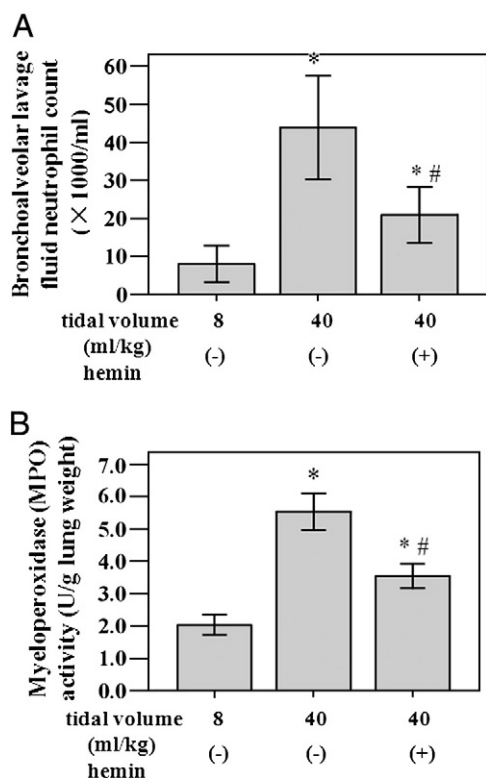 A
Bronchoalveolar lavage
fluid neutrophil count
(×1000/ml)
60
50
40
30
20
10
0
*
* #
tidal volume 8 40 40
(ml/kg)
hemin (-) (-) (+)
B
Myeloperoxidase (MPO)
activity (U/g lung weight)
7.0
6.0
5.0
4.0
3.0
2.0
1.0
0.0
*
* #
tidal volume 8 40 40
(ml/kg)
hemin (-) (-) (+)